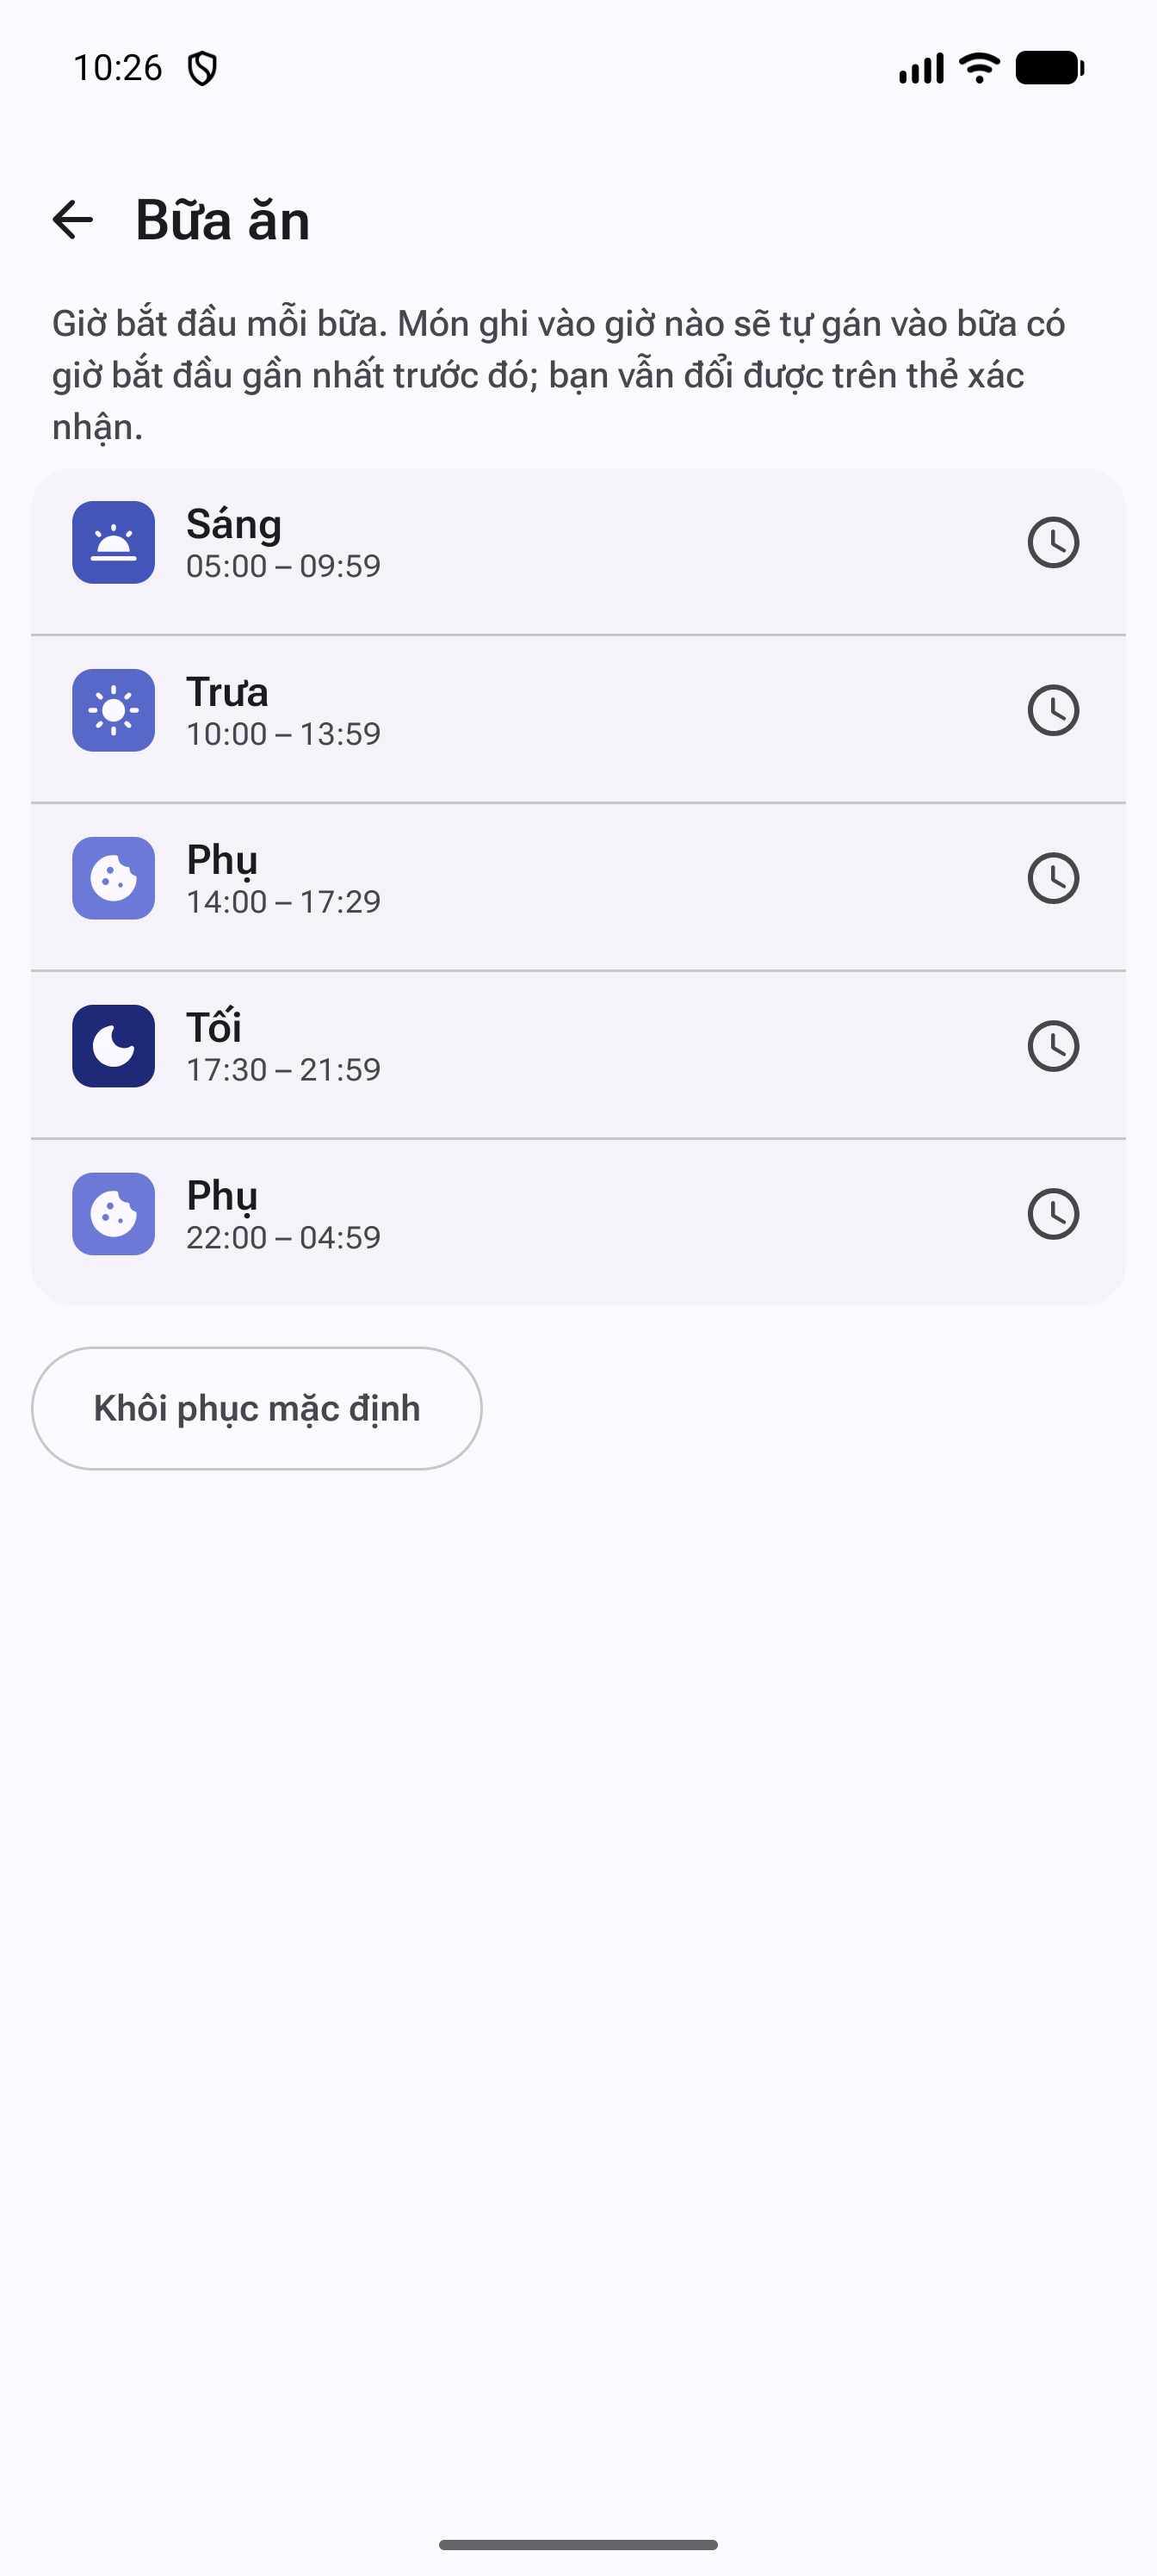 10:26
Bữa ăn
Giờ bắt đầu mỗi bữa. Món ghi vào giờ nào sẽ tự gán vào bữa có
giờ bắt đầu gần nhất trước đó; bạn vẫn đổi được trên thẻ xác
nhận.
Sáng
05:00 – 09:59
Trưa
10:00 – 13:59
Phụ
14:00 – 17:29
Tối
17:30 – 21:59
Phụ
22:00 – 04:59
Khôi phục mặc định